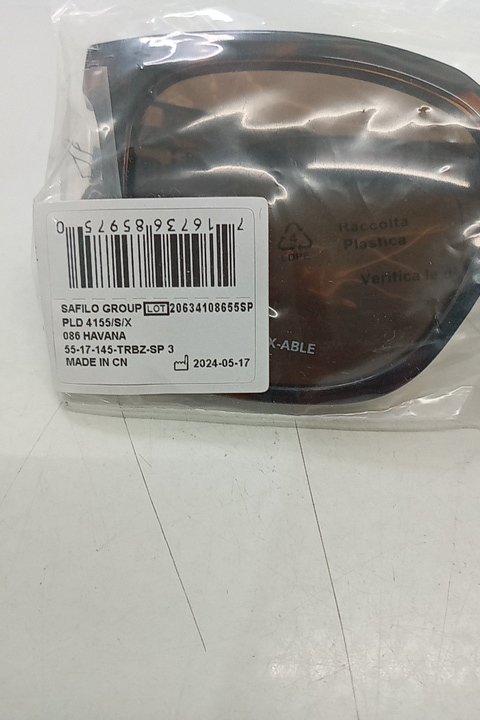 7 16736 85975 0
SAFILO GROUP LOT 20634108655SP
PLD 4155/S/X
086 HAVANA
55-17-145-TRBZ-SP 3
MADE IN CN 2024-05-17
LDPE
Raccolta
Plastica
Verifica le
X-ABLE